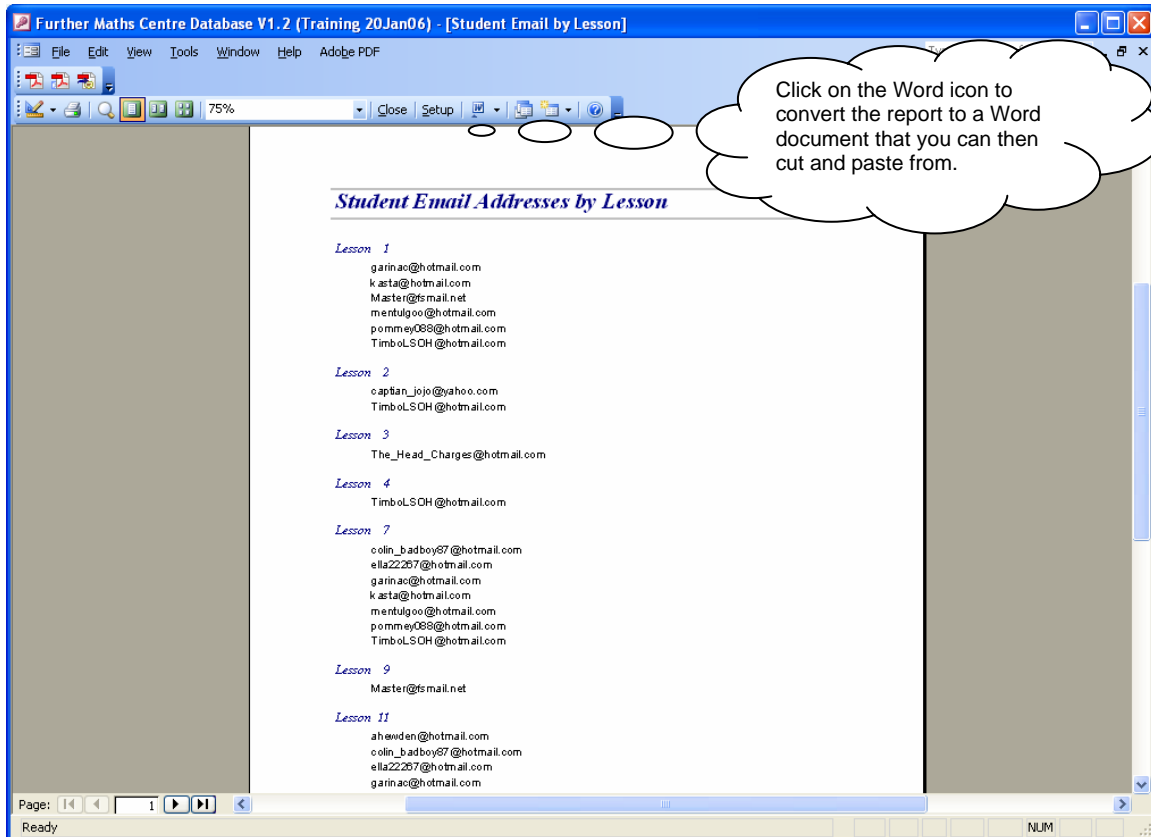 Further Maths Centre Database V1.2 (Training 20Jan06) - [Student Email by Lesson]
File Edit View Tools Window Help Adobe PDF
75% Close Setup
Click on the Word icon to
convert the report to a Word
document that you can then
cut and paste from.
Student Email Addresses by Lesson
Lesson 1
garinac@hotmail.com
kasta@hotmail.com
Master@fsmail.net
mentulgoo@hotmail.com
pommey088@hotmail.com
TimboLSOH@hotmail.com
Lesson 2
captian_jojo@yahoo.com
TimboLSOH@hotmail.com
Lesson 3
The_Head_Charges@hotmail.com
Lesson 4
TimboLSOH@hotmail.com
Lesson 7
colin_badboy87@hotmail.com
ella22267@hotmail.com
garinac@hotmail.com
kasta@hotmail.com
mentulgoo@hotmail.com
pommey088@hotmail.com
TimboLSOH@hotmail.com
Lesson 9
Master@fsmail.net
Lesson 11
ahewden@hotmail.com
colin_badboy87@hotmail.com
ella22267@hotmail.com
garinac@hotmail.com
Page: 1
Ready NUM